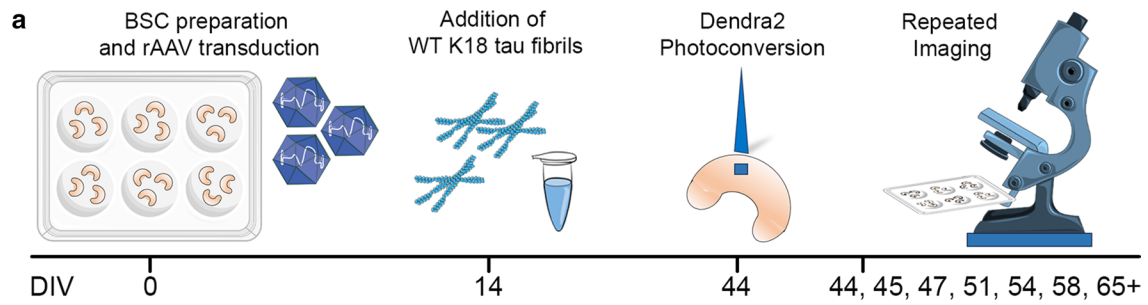 a
BSC preparation
and rAAV transduction
Addition of
WT K18 tau fibrils
Dendra2
Photoconversion
Repeated
Imaging
DIV 0 14 44 44, 45, 47, 51, 54, 58, 65+